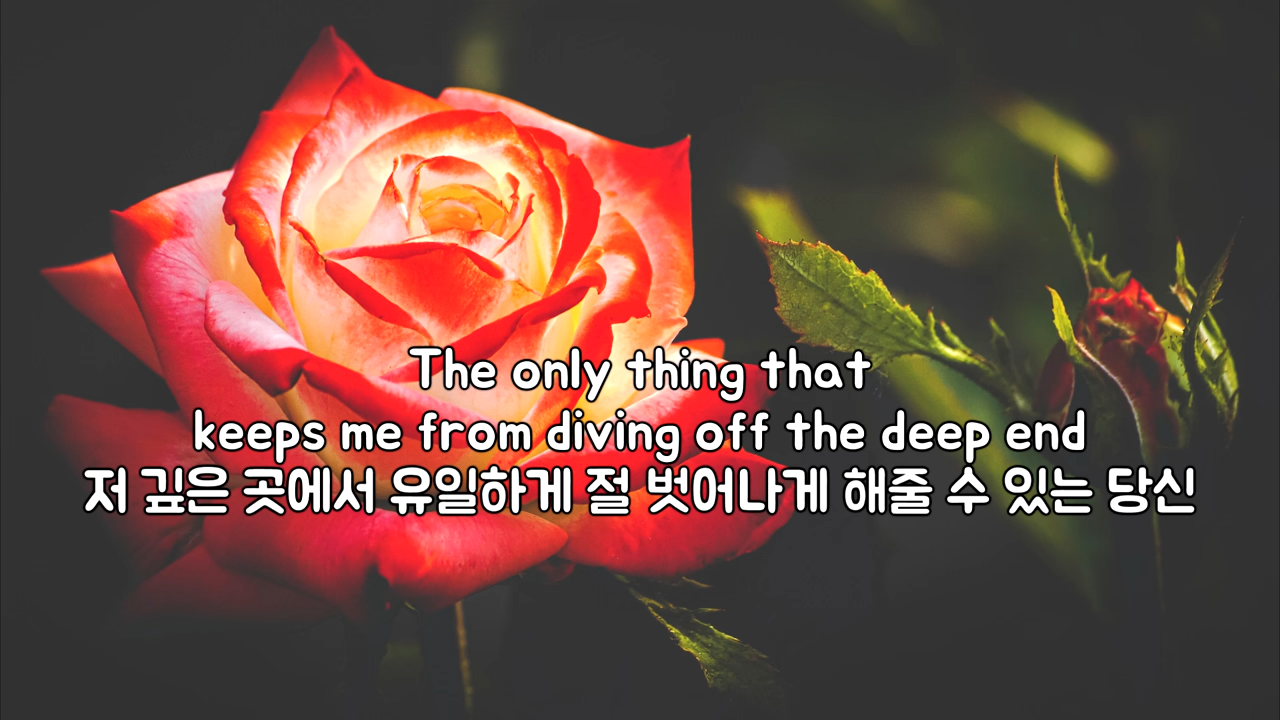 The only thing that
keeps me from diving off the deep end
저 깊은 곳에서 유일하게 절 벗어나게 해줄 수 있는 당신